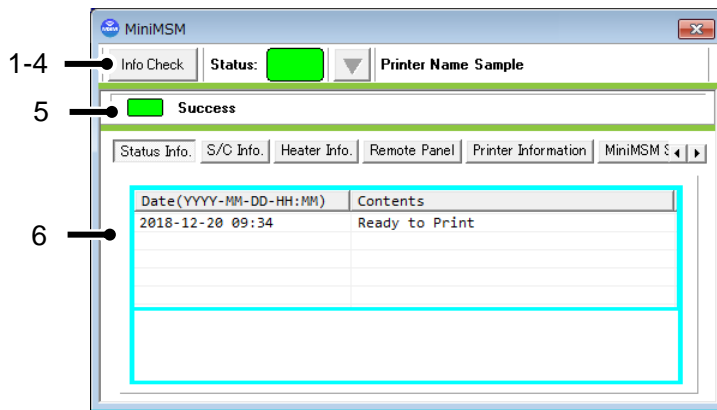 MiniMSM
1-4
Info Check Status: Printer Name Sample
5
Success
Status Info. S/C Info. Heater Info. Remote Panel Printer Information MiniMSM S
6
Date(YYYY-MM-DD-HH:MM) Contents
2018-12-20 09:34 Ready to Print